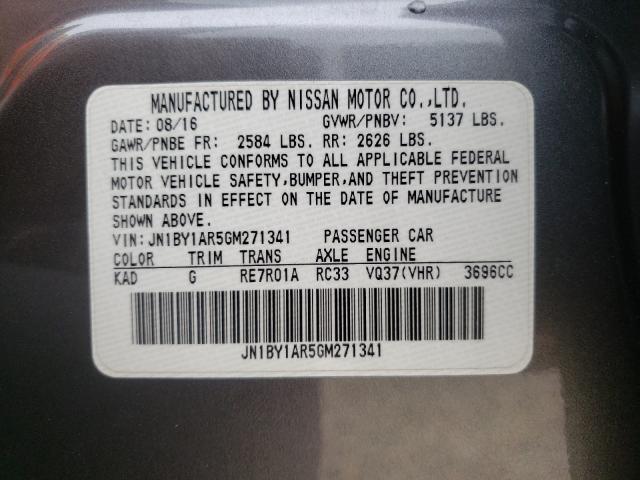 MANUFACTURED BY NISSAN MOTOR CO.,LTD.
DATE: 08/16 GVWR/PNBV: 5137 LBS.
GAWR/PNBE FR: 2584 LBS. RR: 2626 LBS.
THIS VEHICLE CONFORMS TO ALL APPLICABLE FEDERAL
MOTOR VEHICLE SAFETY,BUMPER,AND THEFT PREVENTION
STANDARDS IN EFFECT ON THE DATE OF MANUFACTURE
SHOWN ABOVE.
VIN: JN1BY1AR5GM271341 PASSENGER CAR
COLOR TRIM TRANS AXLE ENGINE
KAD G RE7R01A RC33 VQ37(VHR) 3696CC
JN1BY1AR5GM271341